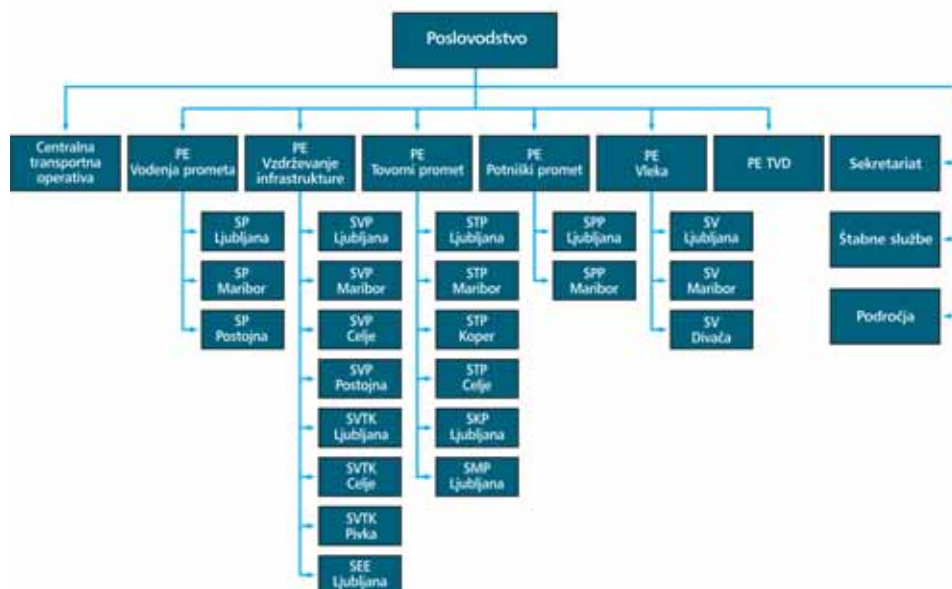 Poslovodstvo
Centralna
transportna
operativa
PE
Vodenja prometa
PE
Vzdrževanje
infrastrukture
PE
Tovorni promet
PE
Potniški promet
PE
Vleka
PE TVD
Sekretariat
Štabne službe
Področja
SP
Ljubljana
SP
Maribor
SP
Postojna
SVP
Ljubljana
SVP
Maribor
SVP
Celje
SVP
Postojna
SVTK
Ljubljana
SVTK
Celje
SVTK
Pivka
SEE
Ljubljana
STP
Ljubljana
STP
Maribor
STP
Koper
STP
Celje
SKP
Ljubljana
SMP
Ljubljana
SPP
Ljubljana
SPP
Maribor
SV
Ljubljana
SV
Maribor
SV
Divača